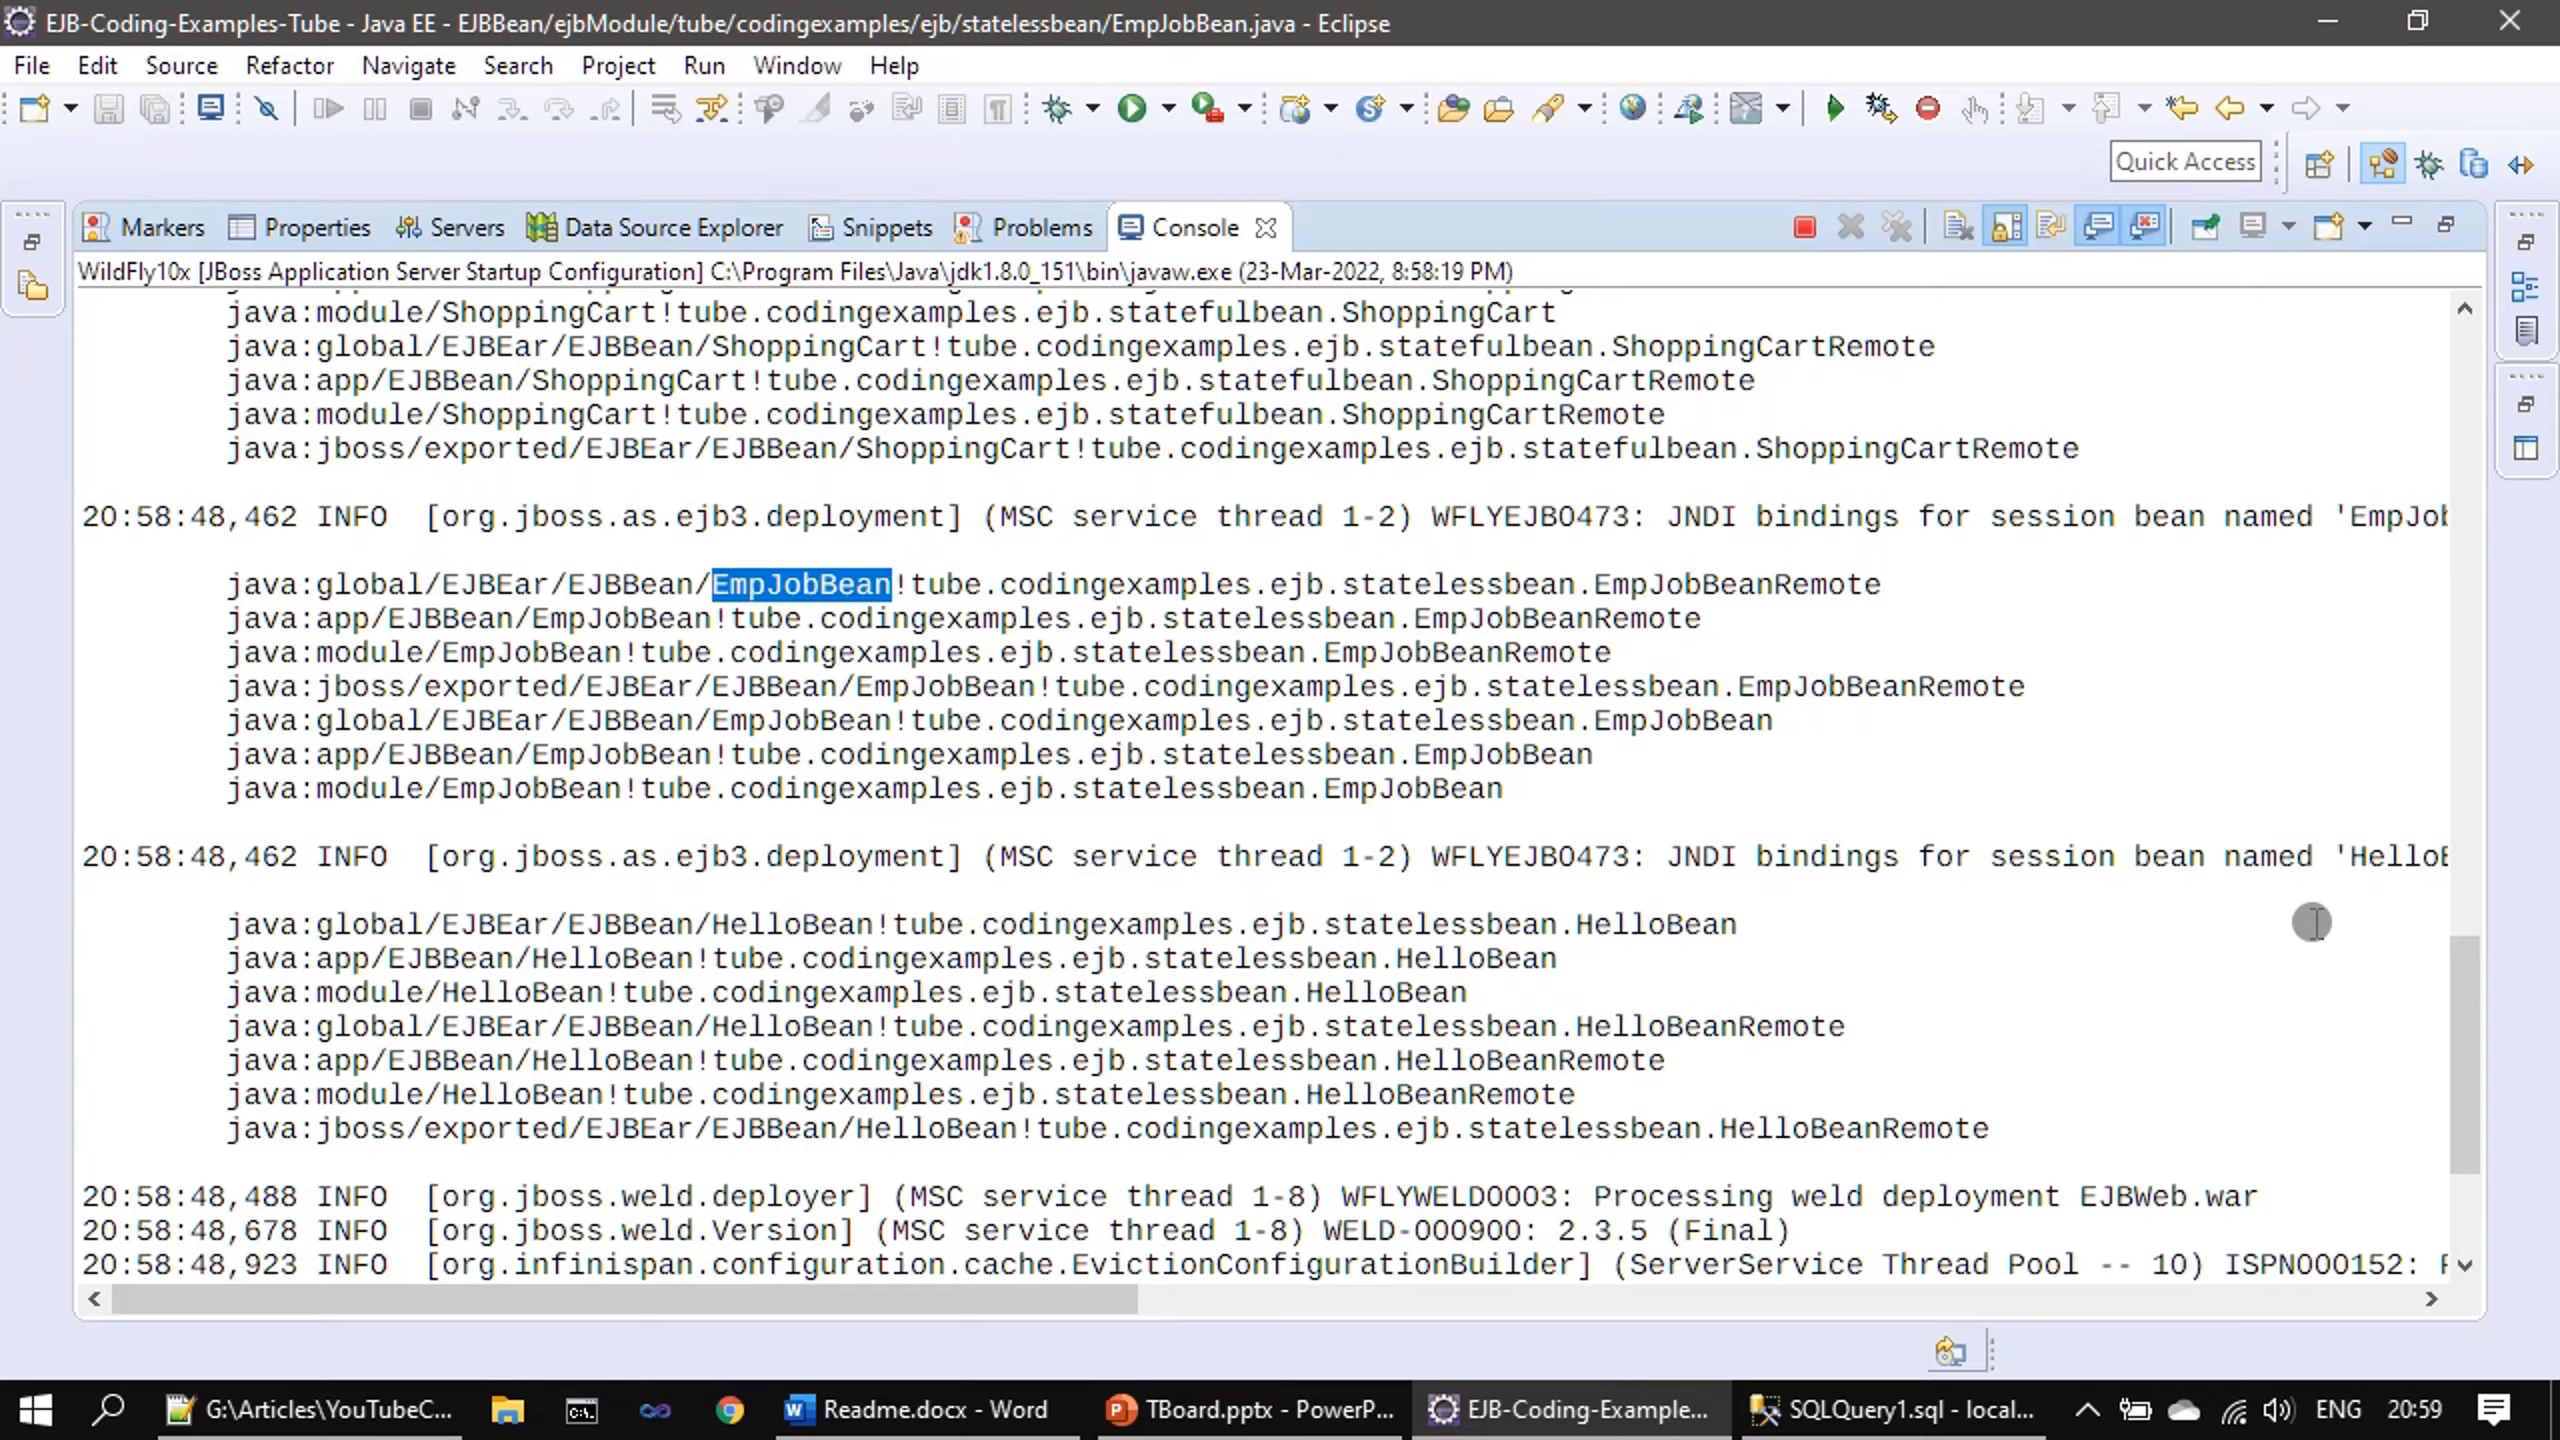 EJB-Coding-Examples-Tube - Java EE - EJBBean/ejbModule/tube/codingexamples/ejb/statelessbean/EmpJobBean.java - Eclipse
File Edit Source Refactor Navigate Search Project Run Window Help
Quick Access
Markers Properties Servers Data Source Explorer Snippets Problems Console
WildFly10x [JBoss Application Server Startup Configuration] C:\Program Files\Java\jdk1.8.0_151\bin\javaw.exe (23-Mar-2022, 8:58:19 PM)
java:module/ShoppingCart!tube.codingexamples.ejb.statefulbean.ShoppingCart
java:global/EJBEar/EJBBean/ShoppingCart!tube.codingexamples.ejb.statefulbean.ShoppingCartRemote
java:app/EJBBean/ShoppingCart!tube.codingexamples.ejb.statefulbean.ShoppingCartRemote
java:module/ShoppingCart!tube.codingexamples.ejb.statefulbean.ShoppingCartRemote
java:jboss/exported/EJBEar/EJBBean/ShoppingCart!tube.codingexamples.ejb.statefulbean.ShoppingCartRemote
20:58:48,462 INFO [org.jboss.as.ejb3.deployment] (MSC service thread 1-2) WFLYEJB0473: JNDI bindings for session bean named 'EmpJob
java:global/EJBEar/EJBBean/EmpJobBean!tube.codingexamples.ejb.statelessbean.EmpJobBeanRemote
java:app/EJBBean/EmpJobBean!tube.codingexamples.ejb.statelessbean.EmpJobBeanRemote
java:module/EmpJobBean!tube.codingexamples.ejb.statelessbean.EmpJobBeanRemote
java:jboss/exported/EJBEar/EJBBean/EmpJobBean!tube.codingexamples.ejb.statelessbean.EmpJobBeanRemote
java:global/EJBEar/EJBBean/EmpJobBean!tube.codingexamples.ejb.statelessbean.EmpJobBean
java:app/EJBBean/EmpJobBean!tube.codingexamples.ejb.statelessbean.EmpJobBean
java:module/EmpJobBean!tube.codingexamples.ejb.statelessbean.EmpJobBean
20:58:48,462 INFO [org.jboss.as.ejb3.deployment] (MSC service thread 1-2) WFLYEJB0473: JNDI bindings for session bean named 'Hello
java:global/EJBEar/EJBBean/HelloBean!tube.codingexamples.ejb.statelessbean.HelloBean
java:app/EJBBean/HelloBean!tube.codingexamples.ejb.statelessbean.HelloBean
java:module/HelloBean!tube.codingexamples.ejb.statelessbean.HelloBean
java:global/EJBEar/EJBBean/HelloBean!tube.codingexamples.ejb.statelessbean.HelloBeanRemote
java:app/EJBBean/HelloBean!tube.codingexamples.ejb.statelessbean.HelloBeanRemote
java:module/HelloBean!tube.codingexamples.ejb.statelessbean.HelloBeanRemote
java:jboss/exported/EJBEar/EJBBean/HelloBean!tube.codingexamples.ejb.statelessbean.HelloBeanRemote
20:58:48,488 INFO [org.jboss.weld.deployer] (MSC service thread 1-8) WFLYWELD0003: Processing weld deployment EJBWeb.war
20:58:48,678 INFO [org.jboss.weld.Version] (MSC service thread 1-8) WELD-000900: 2.3.5 (Final)
20:58:48,923 INFO [org.infinispan.configuration.cache.EvictionConfigurationBuilder] (ServerService Thread Pool -- 10) ISPN000152:
G:\Articles\YouTubeC... Readme.docx - Word TBoard.pptx - PowerP... EJB-Coding-Example... SQLQuery1.sql - local... ENG 20:59